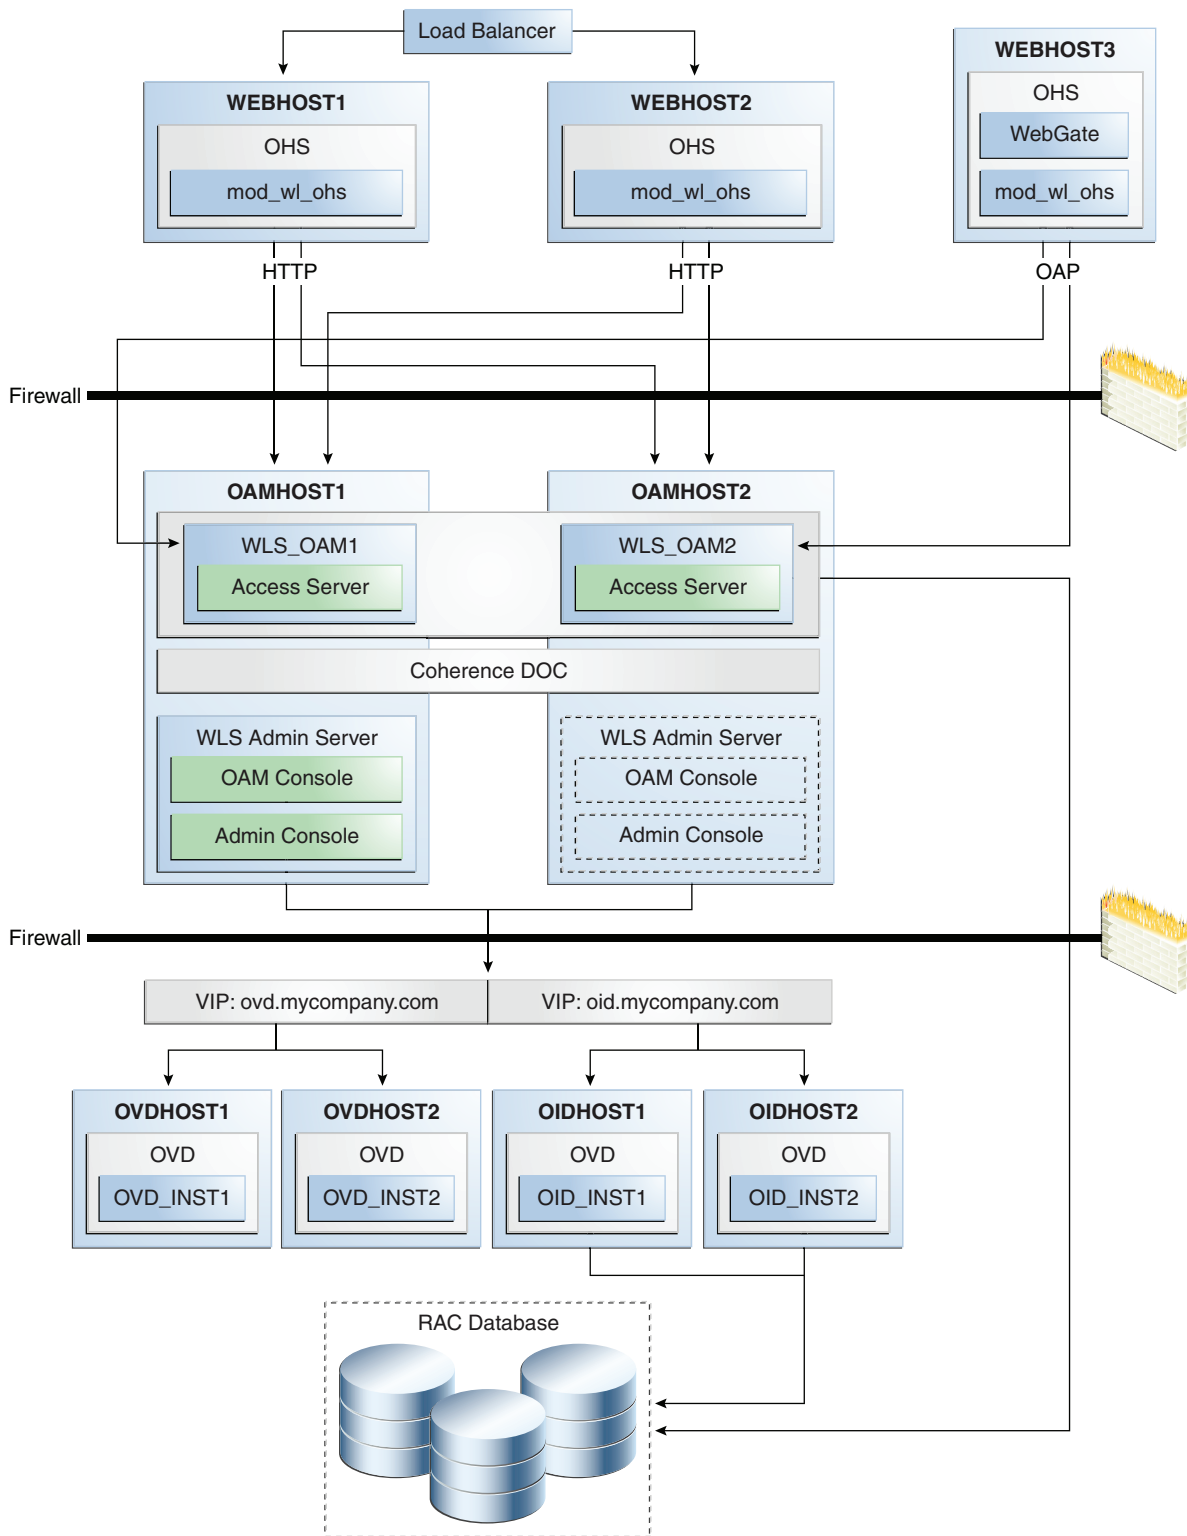 Load Balancer
WEBHOST1
OHS
mod_wl_ohs
WEBHOST2
OHS
mod_wl_ohs
WEBHOST3
OHS
WebGate
mod_wl_ohs
HTTP
HTTP
OAP
Firewall
OAMHOST1
OAMHOST2
WLS_OAM1
Access Server
WLS_OAM2
Access Server
Coherence DOC
WLS Admin Server
OAM Console
Admin Console
WLS Admin Server
OAM Console
Admin Console
Firewall
VIP: ovd.mycompany.com
VIP: oid.mycompany.com
OVDHOST1
OVD
OVD_INST1
OVDHOST2
OVD
OVD_INST2
OIDHOST1
OVD
OID_INST1
OIDHOST2
OVD
OID_INST2
RAC Database